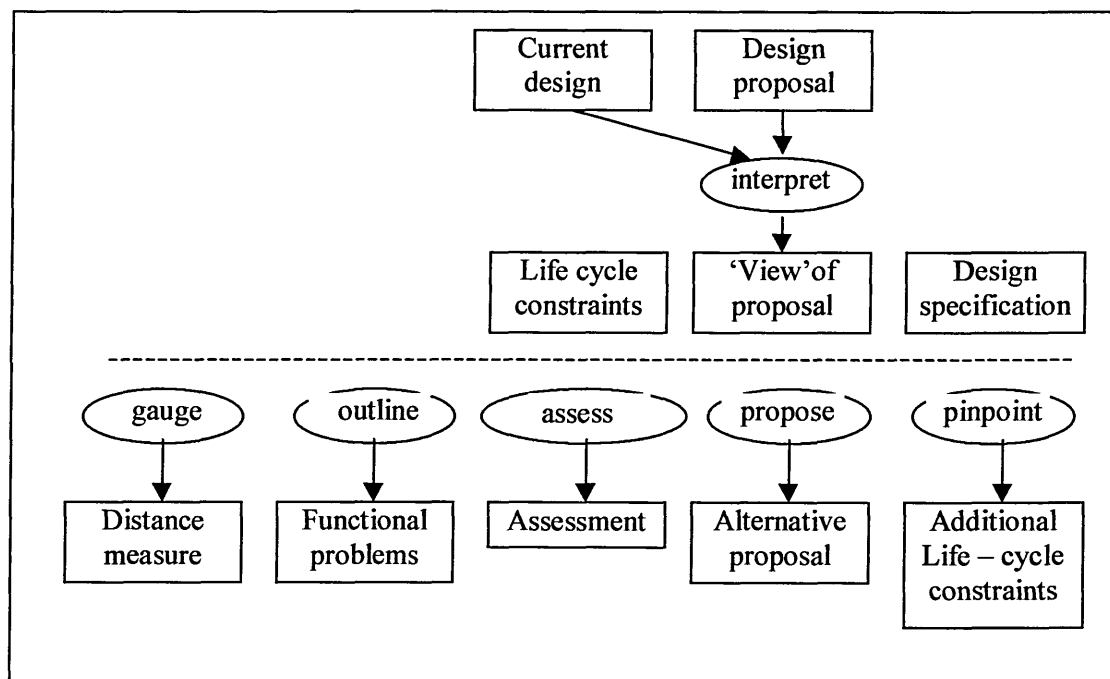 Current
design
Design
proposal
interpret
Life cycle
constraints
‘View’of
proposal
Design
specification
gauge
outline
assess
propose
pinpoint
Distance
measure
Functional
problems
Assessment
Alternative
proposal
Additional
Life – cycle
constraints